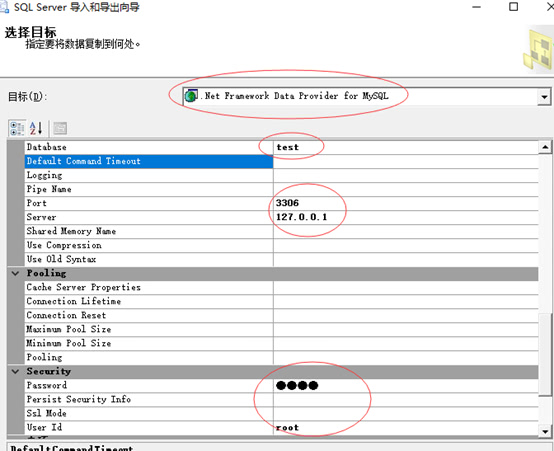 SQL Server 导入和导出向导
选择目标
指定要将数据复制到何处。
目标(D): .Net Framework Data Provider for MySQL
Database test
Default Command Timeout
Logging
Pipe Name
Port 3306
Server 127.0.0.1
Shared Memory Name
Use Compression
Use Old Syntax
Pooling
Cache Server Properties
Connection Lifetime
Connection Reset
Maximum Pool Size
Minimum Pool Size
Pooling
Security
Password ●●●●
Persist Security Info
Ssl Mode
User Id root
DefaultCommandTimeout